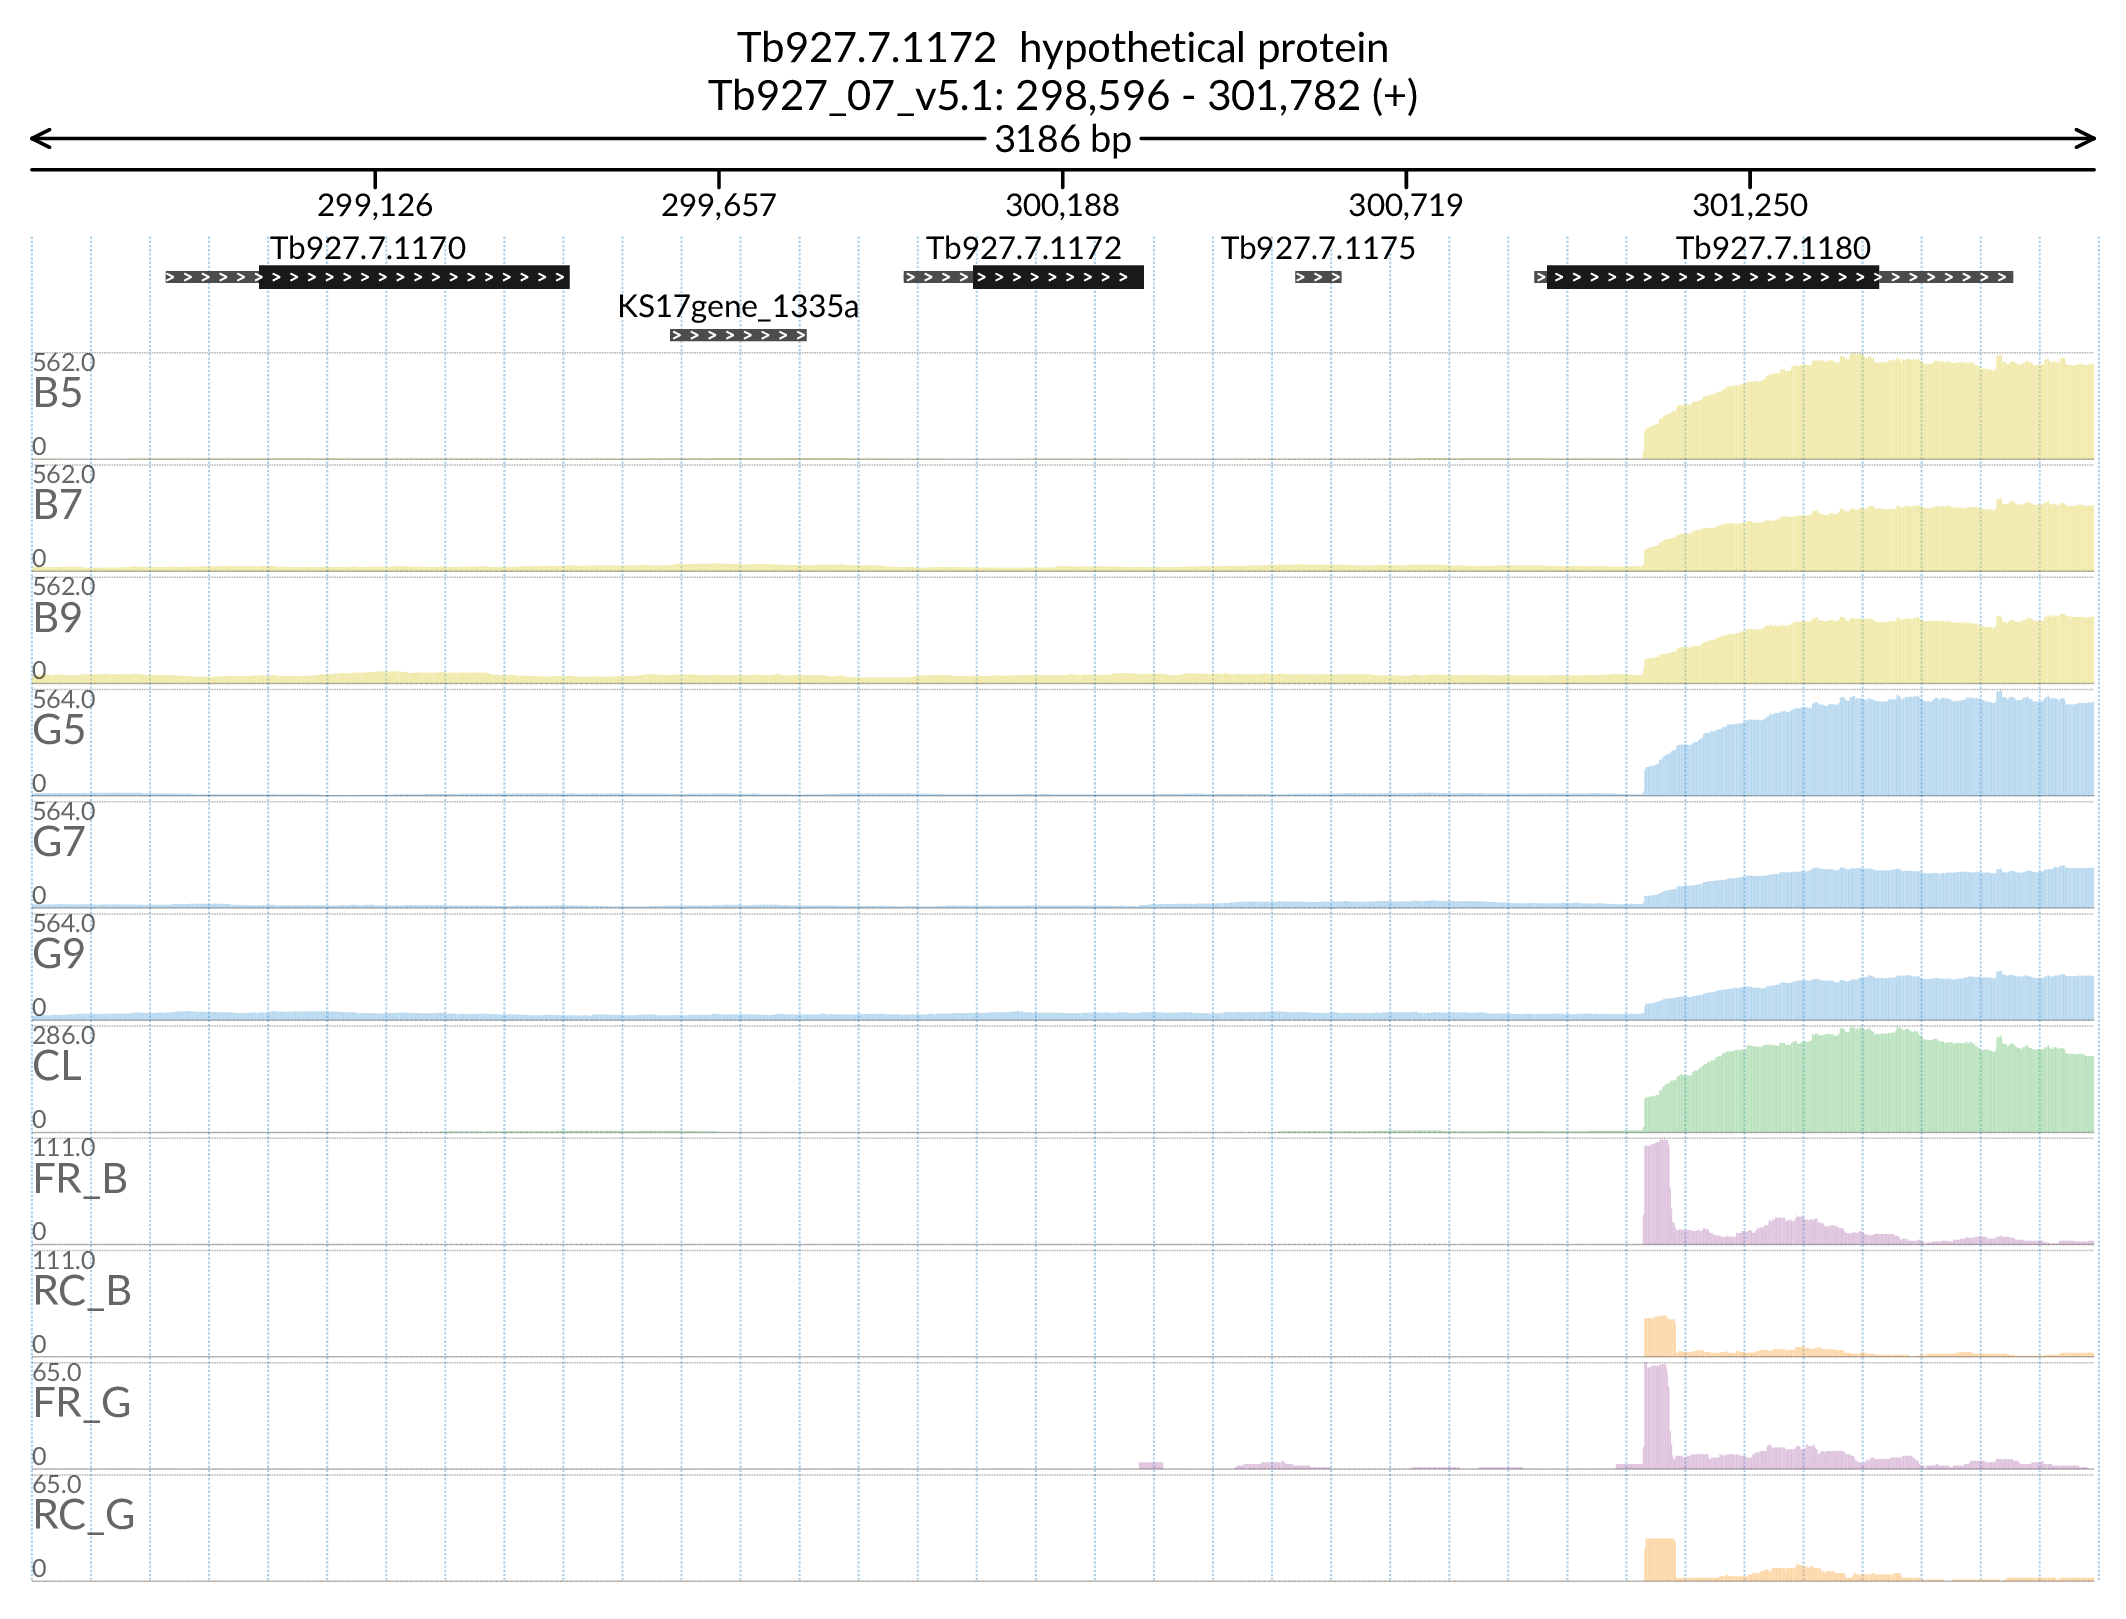 Tb927.7.1172 hypothetical protein
Tb927_07_v5.1: 298,596 - 301,782 (+)
3186 bp
299,126 299,657 300,188 300,719 301,250
Tb927.7.1170 Tb927.7.1172 Tb927.7.1175 Tb927.7.1180
KS17gene_1335a
562.0
B5
0
562.0
B7
0
562.0
B9
0
564.0
G5
0
564.0
G7
0
564.0
G9
0
286.0
CL
0
111.0
FR_B
0
111.0
RC_B
0
65.0
FR_G
0
65.0
RC_G
0